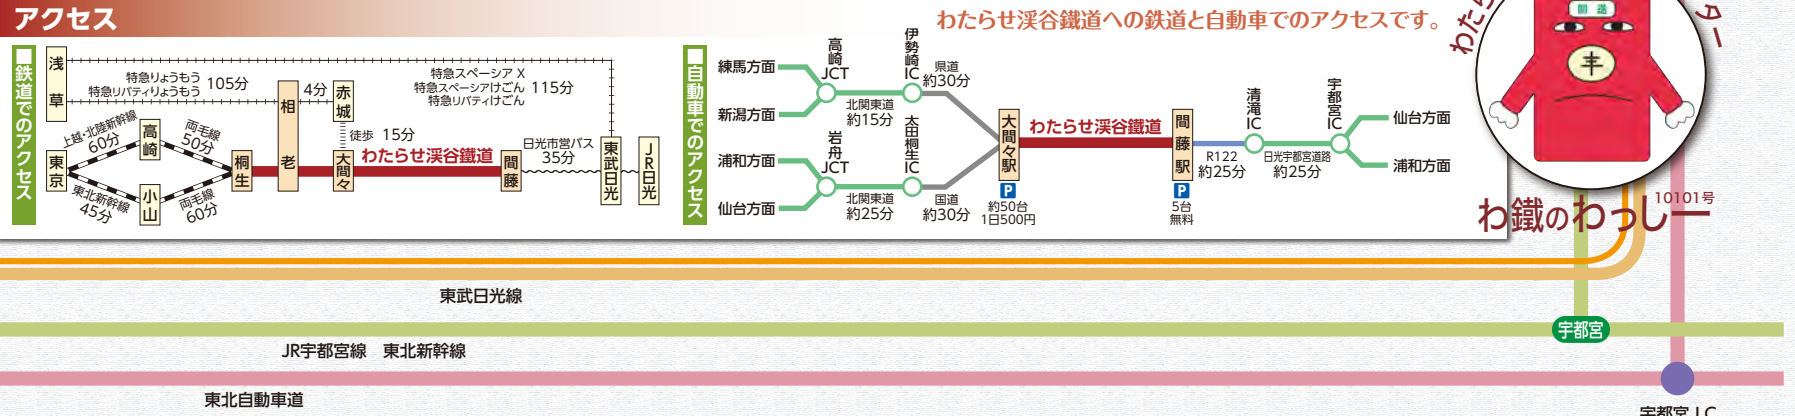 アクセス
わたらせ渓谷鐵道への鉄道と自動車でのアクセスです。
■鉄道でのアクセス
浅草
特急りょうもう
特急リバティりょうもう
105分
相老
4分
赤城
特急スペーシア X
特急スペーシアけごん
特急リバティけごん
115分
徒歩 15分
上越・北陸新幹線
60分
高崎
両毛線
50分
東京
東北新幹線
45分
小山
両毛線
60分
桐生
大間々
わたらせ渓谷鐵道
間藤
日光市営バス
35分
東武日光
JR日光
■自動車でのアクセス
練馬方面
新潟方面
高崎JCT
北関東道
約15分
伊勢崎IC
県道
約30分
浦和方面
仙台方面
岩舟JCT
北関東道
約25分
太田桐生IC
国道
約30分
大間々駅
P
約50台
1日500円
わたらせ渓谷鐵道
間藤駅
P
5台
無料
R122
約25分
清滝IC
日光宇都宮道路
約25分
宇都宮IC
仙台方面
浦和方面
わたら
ター
10101号
わ鐵のわっしー
東武日光線
宇都宮
JR宇都宮線 東北新幹線
東北自動車道
宇都宮 I.C